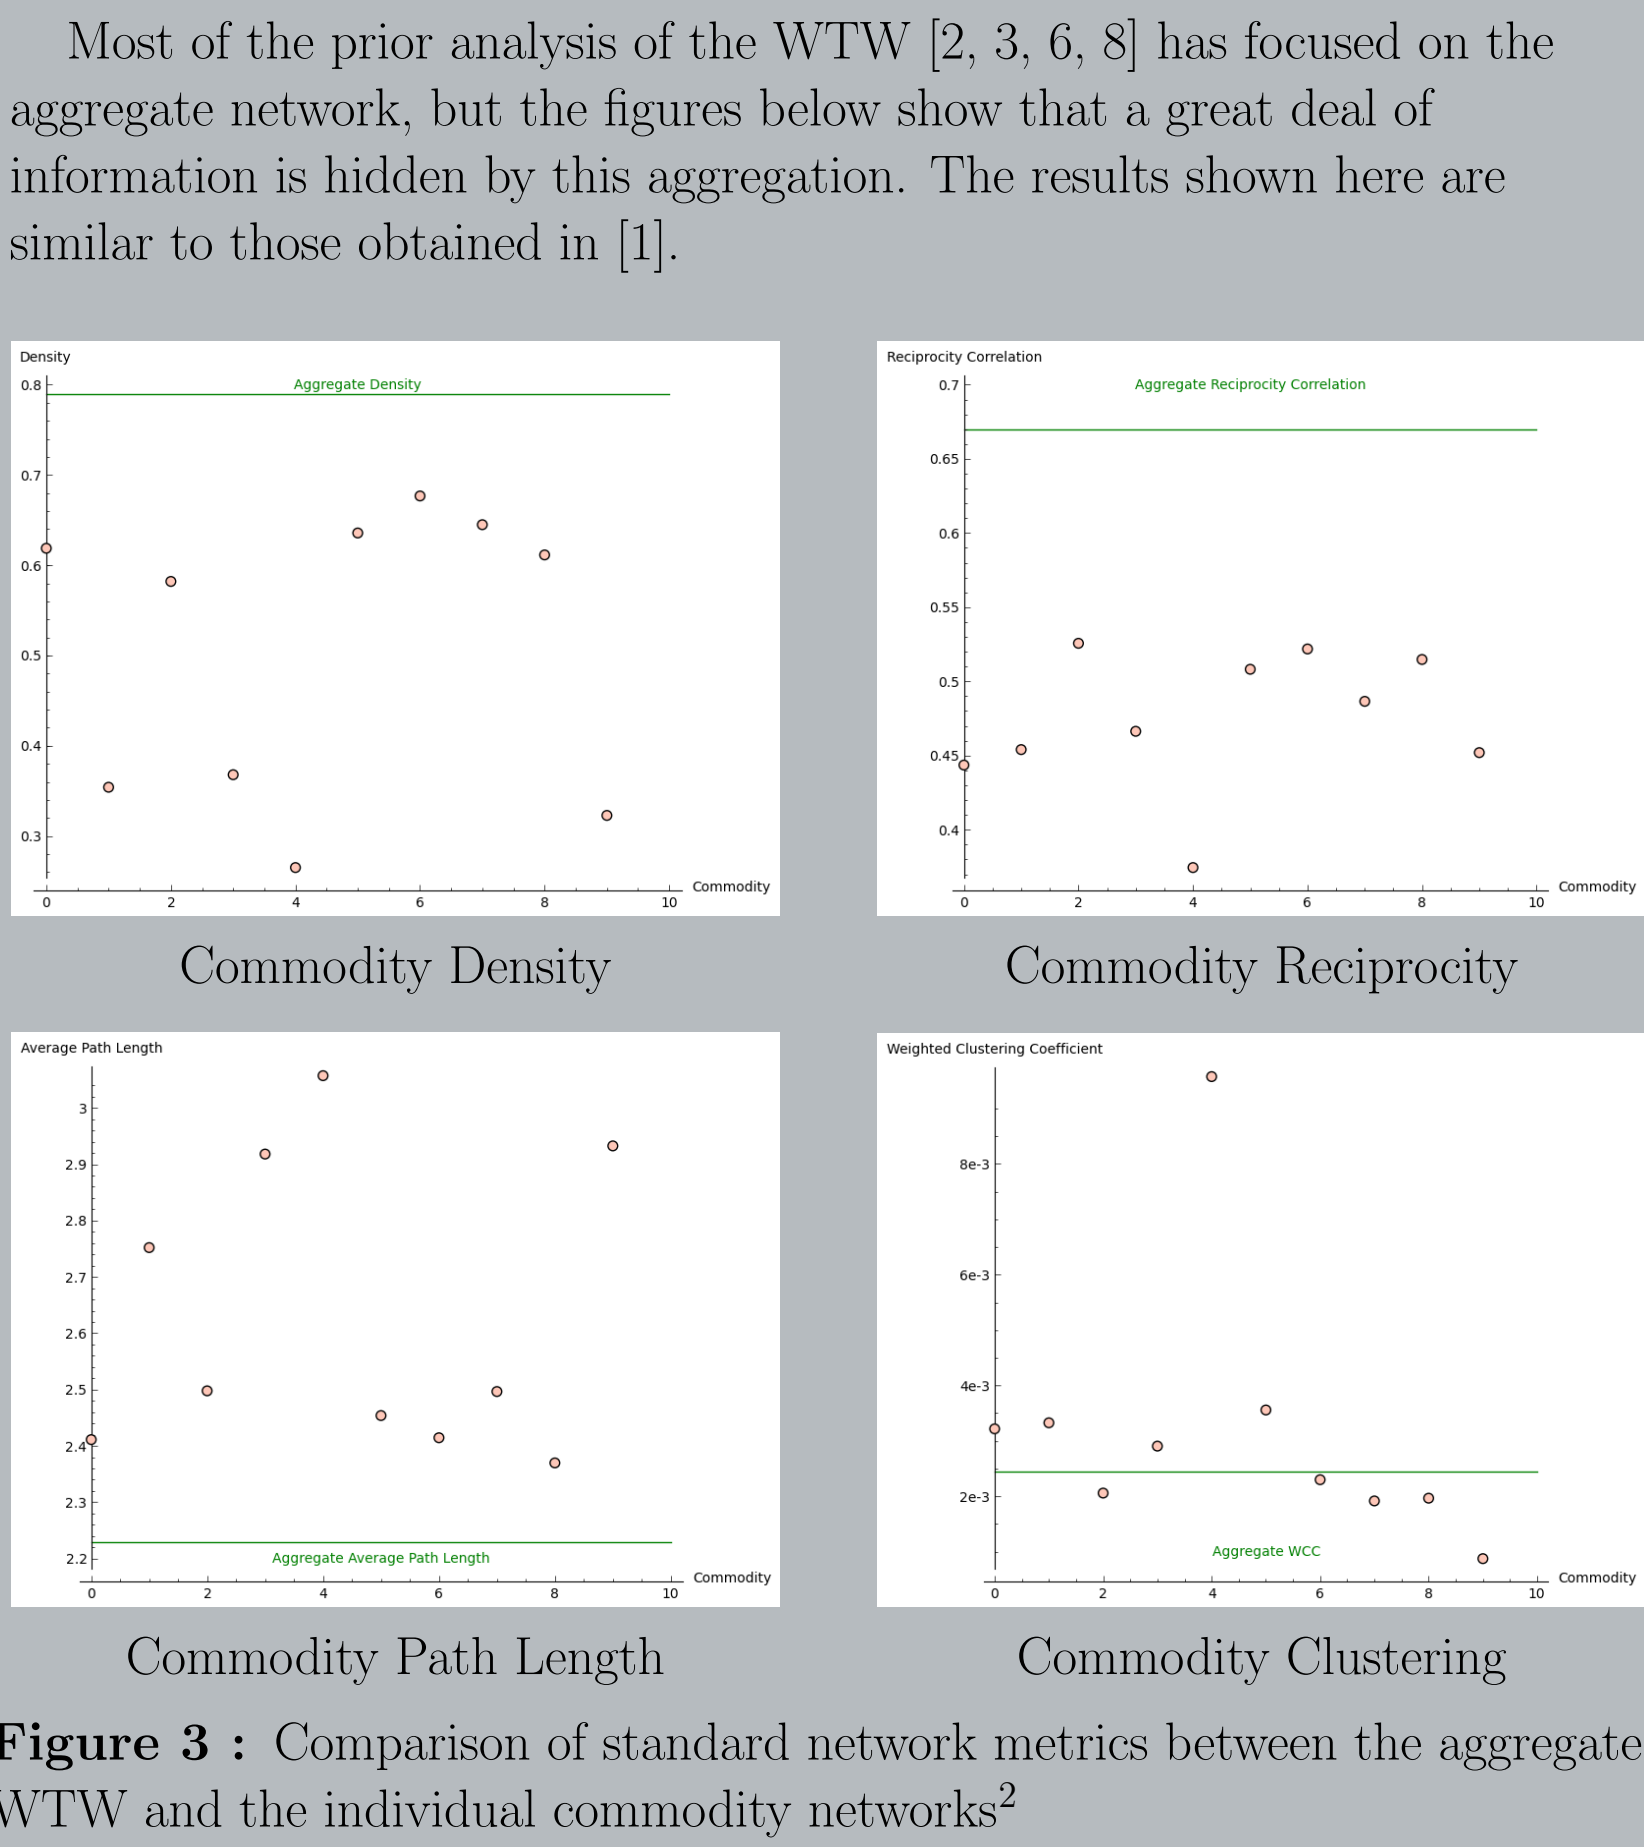 Most of the prior analysis of the WTW [2, 3, 6, 8] has focused on the
aggregate network, but the figures below show that a great deal of
information is hidden by this aggregation. The results shown here are
similar to those obtained in [1].
Density
Aggregate Density
0.8
0.7
0.6
0.5
0.4
0.3
0 2 4 6 8 10
Commodity
Commodity Density
Reciprocity Correlation
Aggregate Reciprocity Correlation
0.7
0.65
0.6
0.55
0.5
0.45
0.4
0 2 4 6 8 10
Commodity
Commodity Reciprocity
Average Path Length
3
2.9
2.8
2.7
2.6
2.5
2.4
2.3
2.2
Aggregate Average Path Length
0 2 4 6 8 10
Commodity
Commodity Path Length
Weighted Clustering Coefficient
8e-3
6e-3
4e-3
2e-3
Aggregate WCC
0 2 4 6 8 10
Commodity
Commodity Clustering
Figure 3 : Comparison of standard network metrics between the aggregate
WTW and the individual commodity networks2